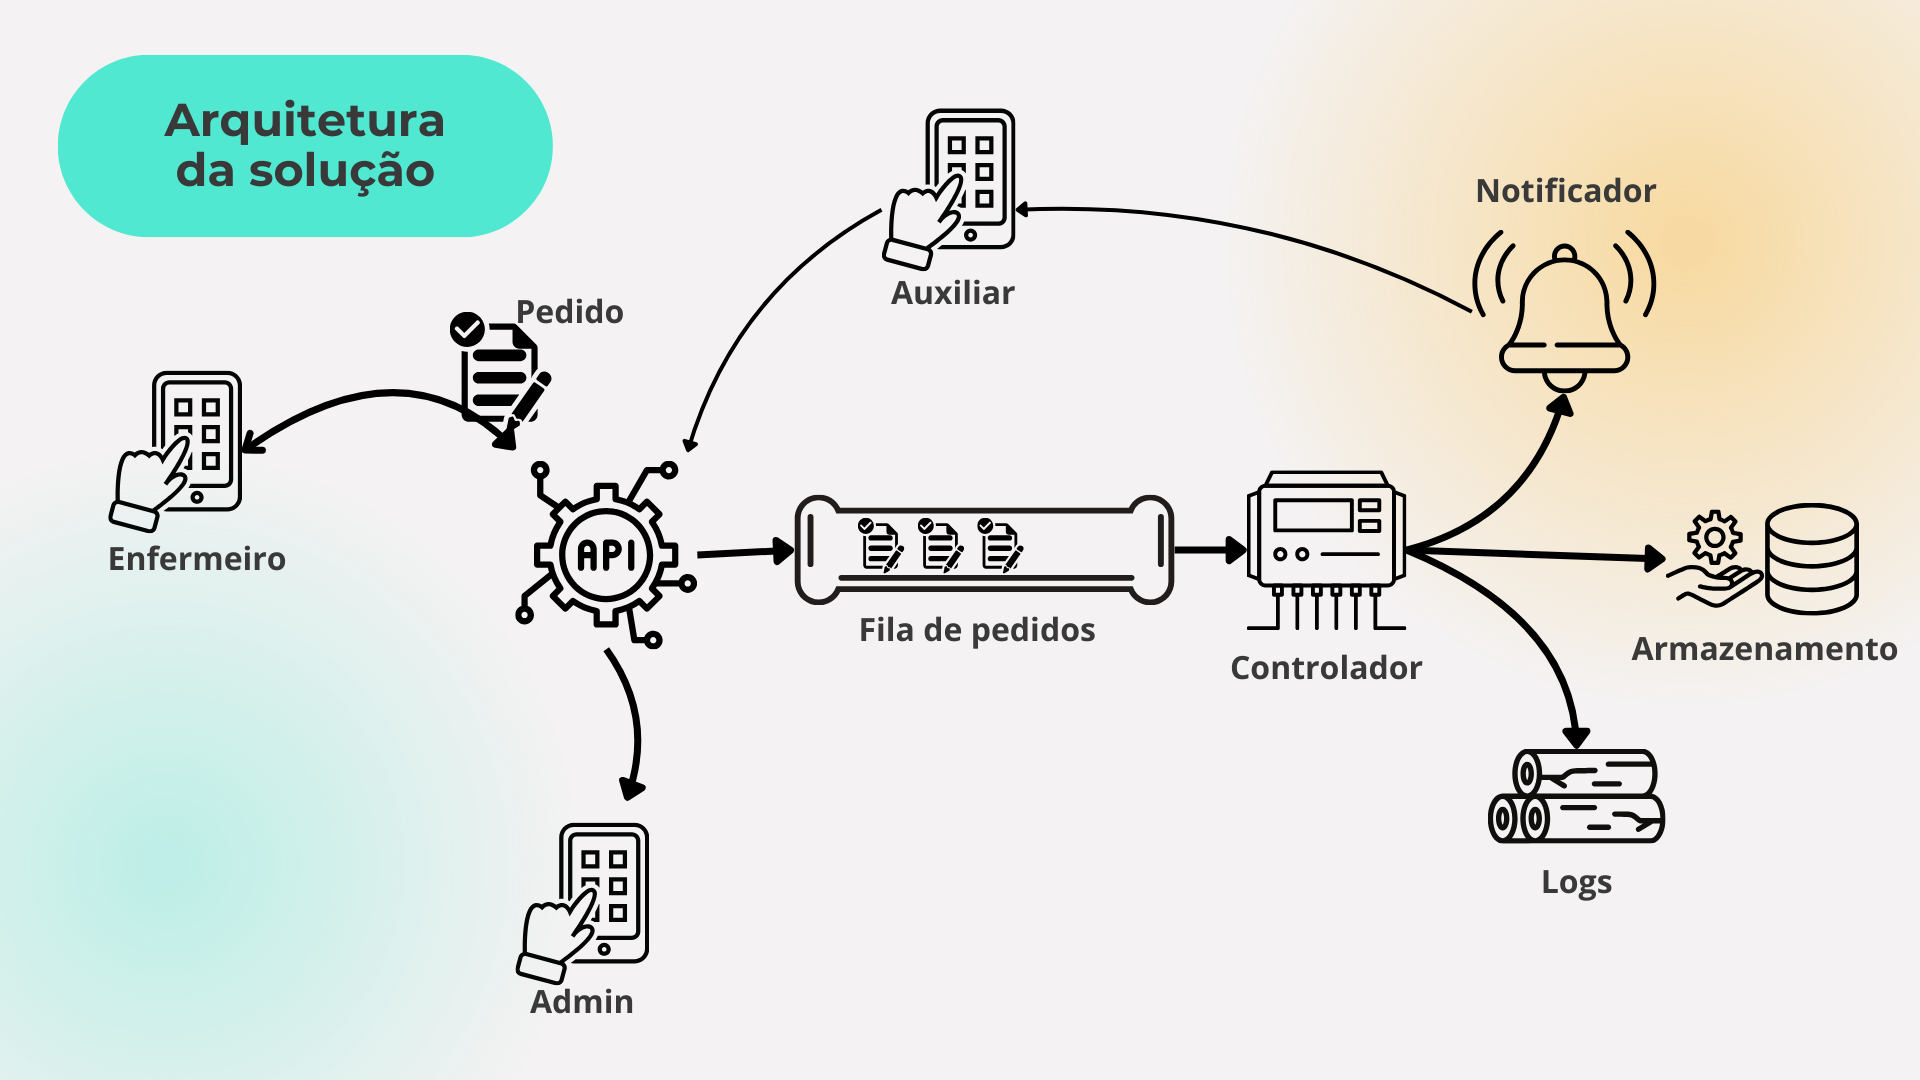 Arquitetura
da solução
Notificador
Auxiliar
Pedido
Enfermeiro
API
Fila de pedidos
Controlador
Armazenamento
Logs
Admin